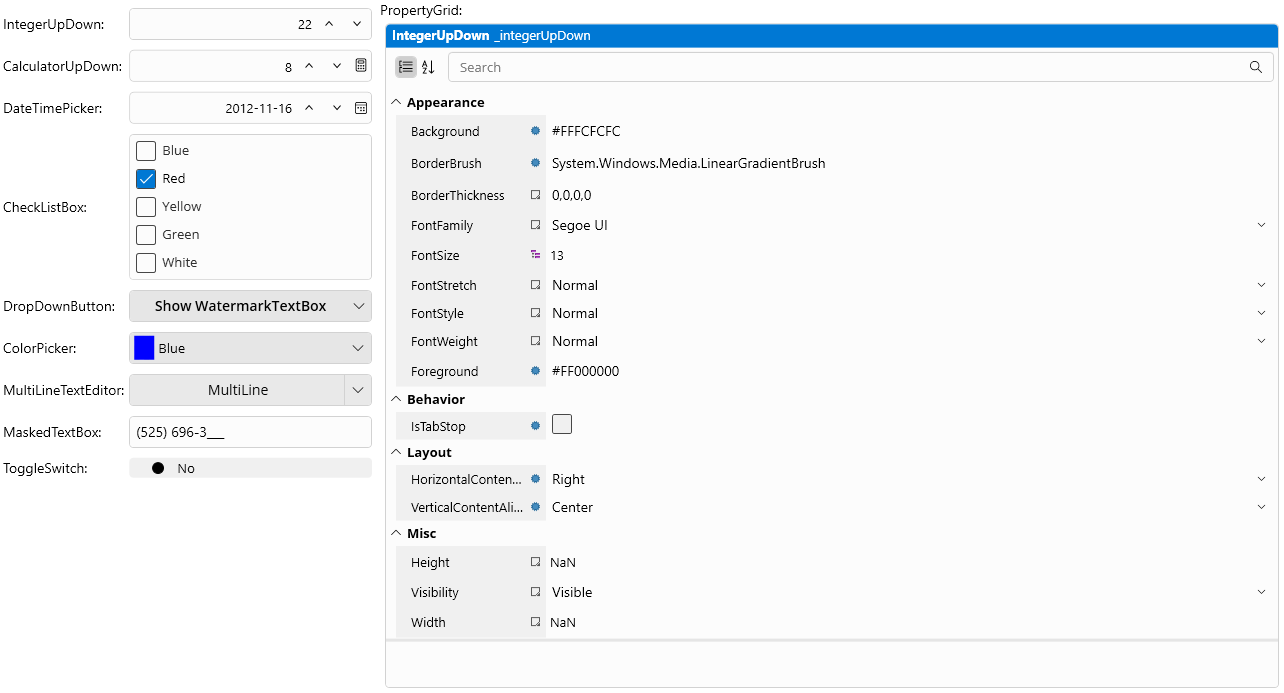 IntegerUpDown:
22
CalculatorUpDown:
8
DateTimePicker:
2012-11-16
CheckListBox:
Blue
Red
Yellow
Green
White
DropDownButton:
Show WatermarkTextBox
ColorPicker:
Blue
MultiLineTextEditor:
MultiLine
MaskedTextBox:
(525) 696-3___
ToggleSwitch:
No
PropertyGrid:
IntegerUpDown _integerUpDown
Search
Appearance
Background #FFFCFCFC
BorderBrush System.Windows.Media.LinearGradientBrush
BorderThickness 0,0,0,0
FontFamily Segoe UI
FontSize 13
FontStretch Normal
FontStyle Normal
FontWeight Normal
Foreground #FF000000
Behavior
IsTabStop
Layout
HorizontalConten... Right
VerticalContentAli... Center
Misc
Height NaN
Visibility Visible
Width NaN